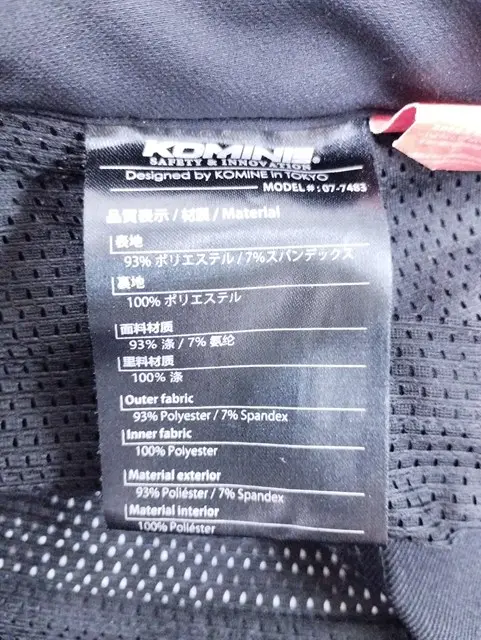 KOMINE®
SAFETY & INNOVATION
Designed by KOMINE in TOKYO
MODEL#: 07-7483
品質表示 / 材质 / Material
表地
93% ポリエステル / 7%スパンデックス
裏地
100% ポリエステル
面料材质
93% 涤 / 7% 氨纶
里料材质
100% 涤
Outer fabric
93% Polyester / 7% Spandex
Inner fabric
100% Polyester
Material exterior
93% Poliéster / 7% Spandex
Material interior
100% Poliéster